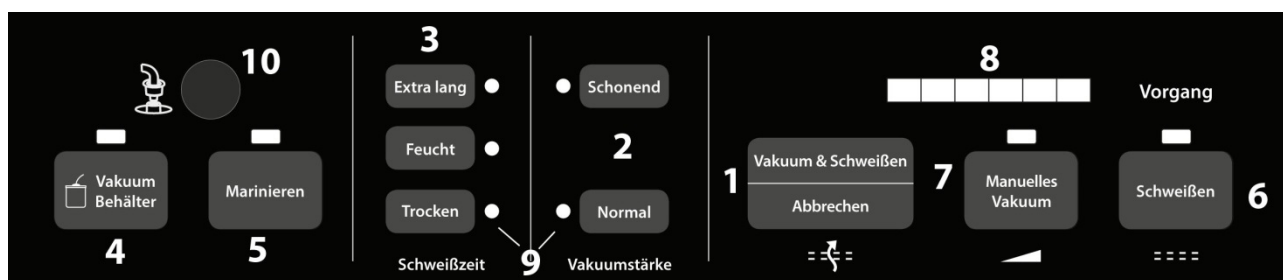 10
Vakuum
Behälter
Marinieren
4
5
3
Extra lang
Feucht
Trocken
Schweißzeit
9
Schonend
2
Normal
Vakuumstärke
8
Vorgang
1
Vakuum & Schweißen
Abbrechen
7
Manuelles
Vakuum
Schweißen
6